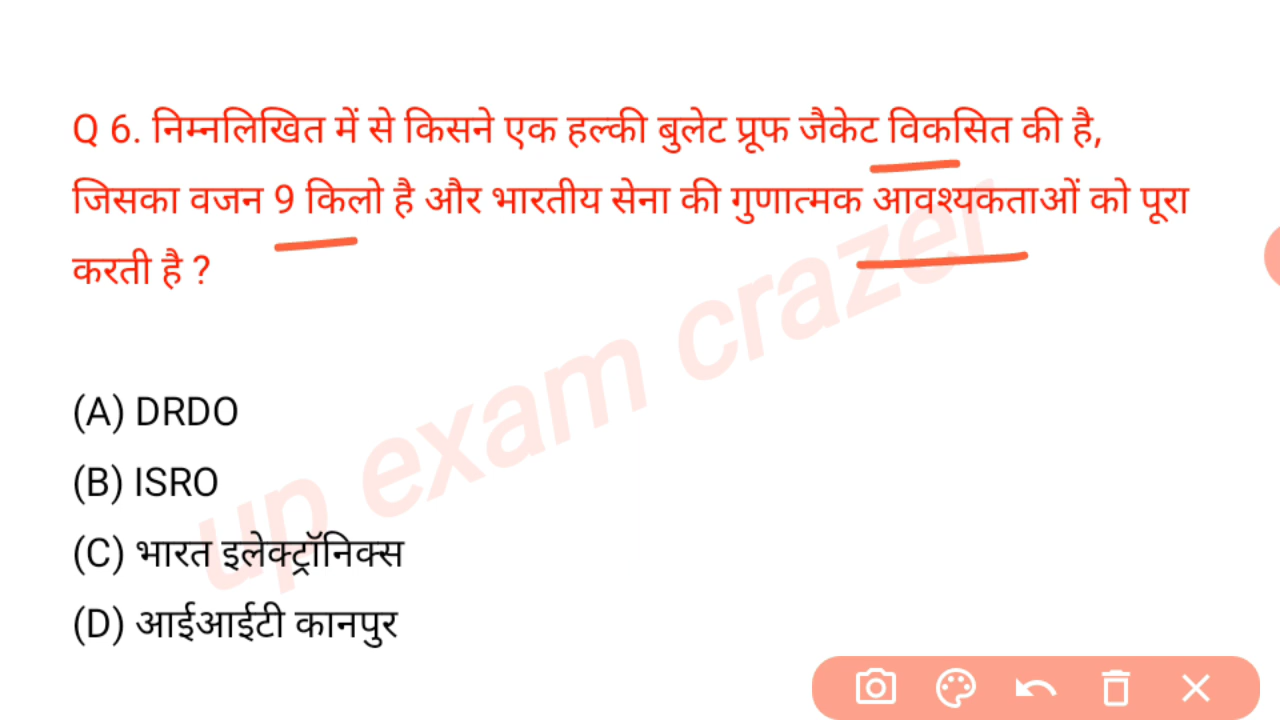 Q 6. निम्नलिखित में से किसने एक हल्की बुलेट प्रूफ जैकेट विकसित की है,
जिसका वजन 9 किलो है और भारतीय सेना की गुणात्मक आवश्यकताओं को पूरा
करती है ?
up exam crazer
(A) DRDO
(B) ISRO
(C) भारत इलेक्ट्रॉनिक्स
(D) आईआईटी कानपुर